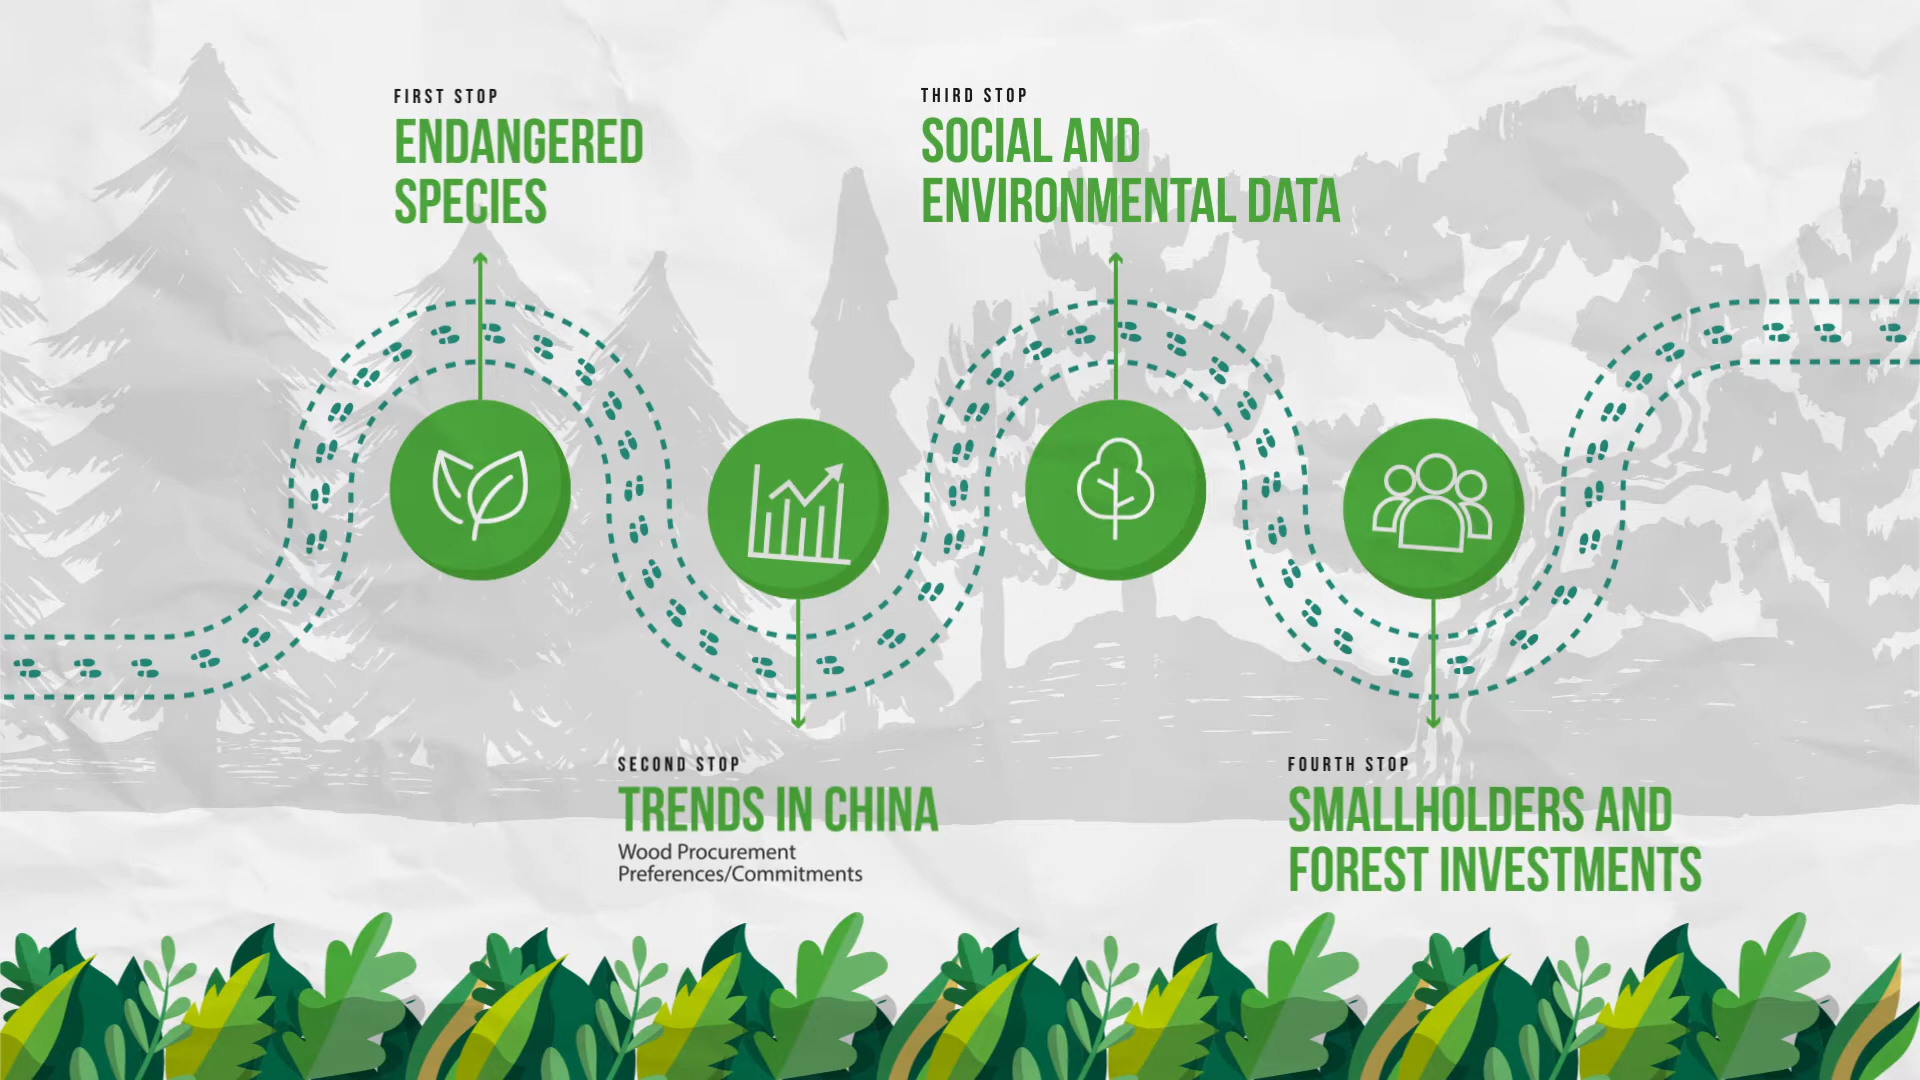 FIRST STOP
ENDANGERED
SPECIES
SECOND STOP
TRENDS IN CHINA
Wood Procurement
Preferences/Commitments
THIRD STOP
SOCIAL AND
ENVIRONMENTAL DATA
FOURTH STOP
SMALLHOLDERS AND
FOREST INVESTMENTS